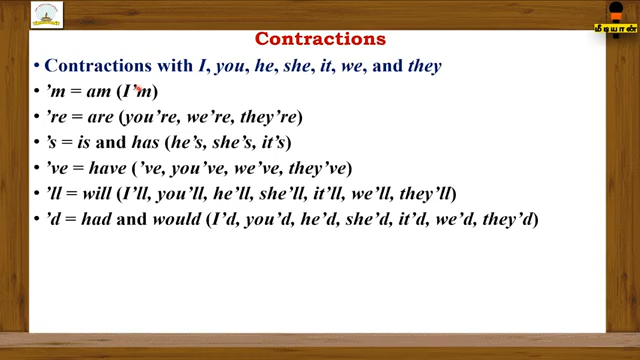 மீடியான்
Contractions
• Contractions with I, you, he, she, it, we, and they
• ’m = am (I’m)
• ’re = are (you’re, we’re, they’re)
• ’s = is and has (he’s, she’s, it’s)
• ’ve = have (’ve, you’ve, we’ve, they’ve)
• ’ll = will (I’ll, you’ll, he’ll, she’ll, it’ll, we’ll, they’ll)
• ’d = had and would (I’d, you’d, he’d, she’d, it’d, we’d, they’d)